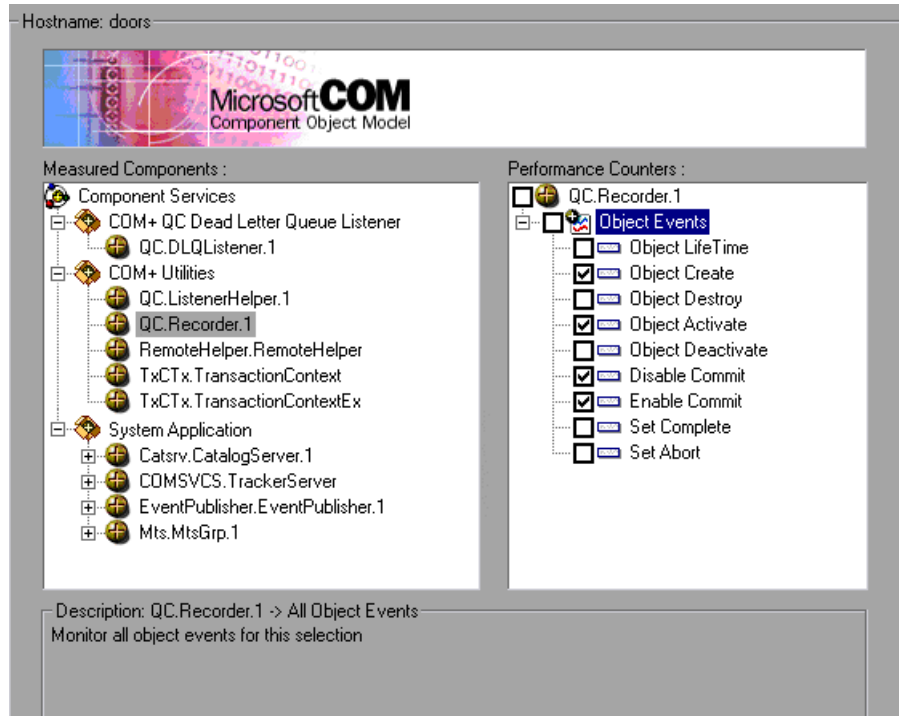 Hostname: doors
MicrosoftCOM
Component Object Model
Measured Components :
Component Services
COM+ QC Dead Letter Queue Listener
QC.DLQListener.1
COM+ Utilities
QC.ListenerHelper.1
QC.Recorder.1
RemoteHelper.RemoteHelper
TxCTx.TransactionContext
TxCTx.TransactionContextEx
System Application
Catsrv.CatalogServer.1
COMSVCS.TrackerServer
EventPublisher.EventPublisher.1
Mts.MtsGrp.1
Performance Counters :
QC.Recorder.1
Object Events
Object LifeTime
Object Create
Object Destroy
Object Activate
Object Deactivate
Disable Commit
Enable Commit
Set Complete
Set Abort
Description: QC.Recorder.1 -> All Object Events
Monitor all object events for this selection